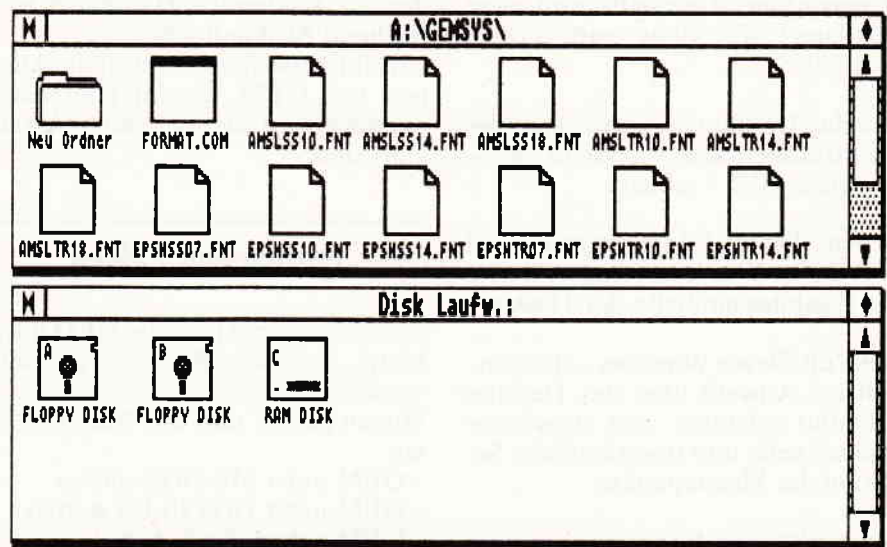 A:\GEMSYS\
Neu Ordner FORMAT.COM AMSLSS10.FNT AMSLSS14.FNT AMSLSS18.FNT AMSLTR10.FNT AMSLTR14.FNT
AMSLTR18.FNT EPSHSS07.FNT EPSHSS10.FNT EPSHSS14.FNT EPSHTR07.FNT EPSHTR10.FNT EPSHTR14.FNT
Disk Laufw.:
A B C
FLOPPY DISK FLOPPY DISK RAM DISK